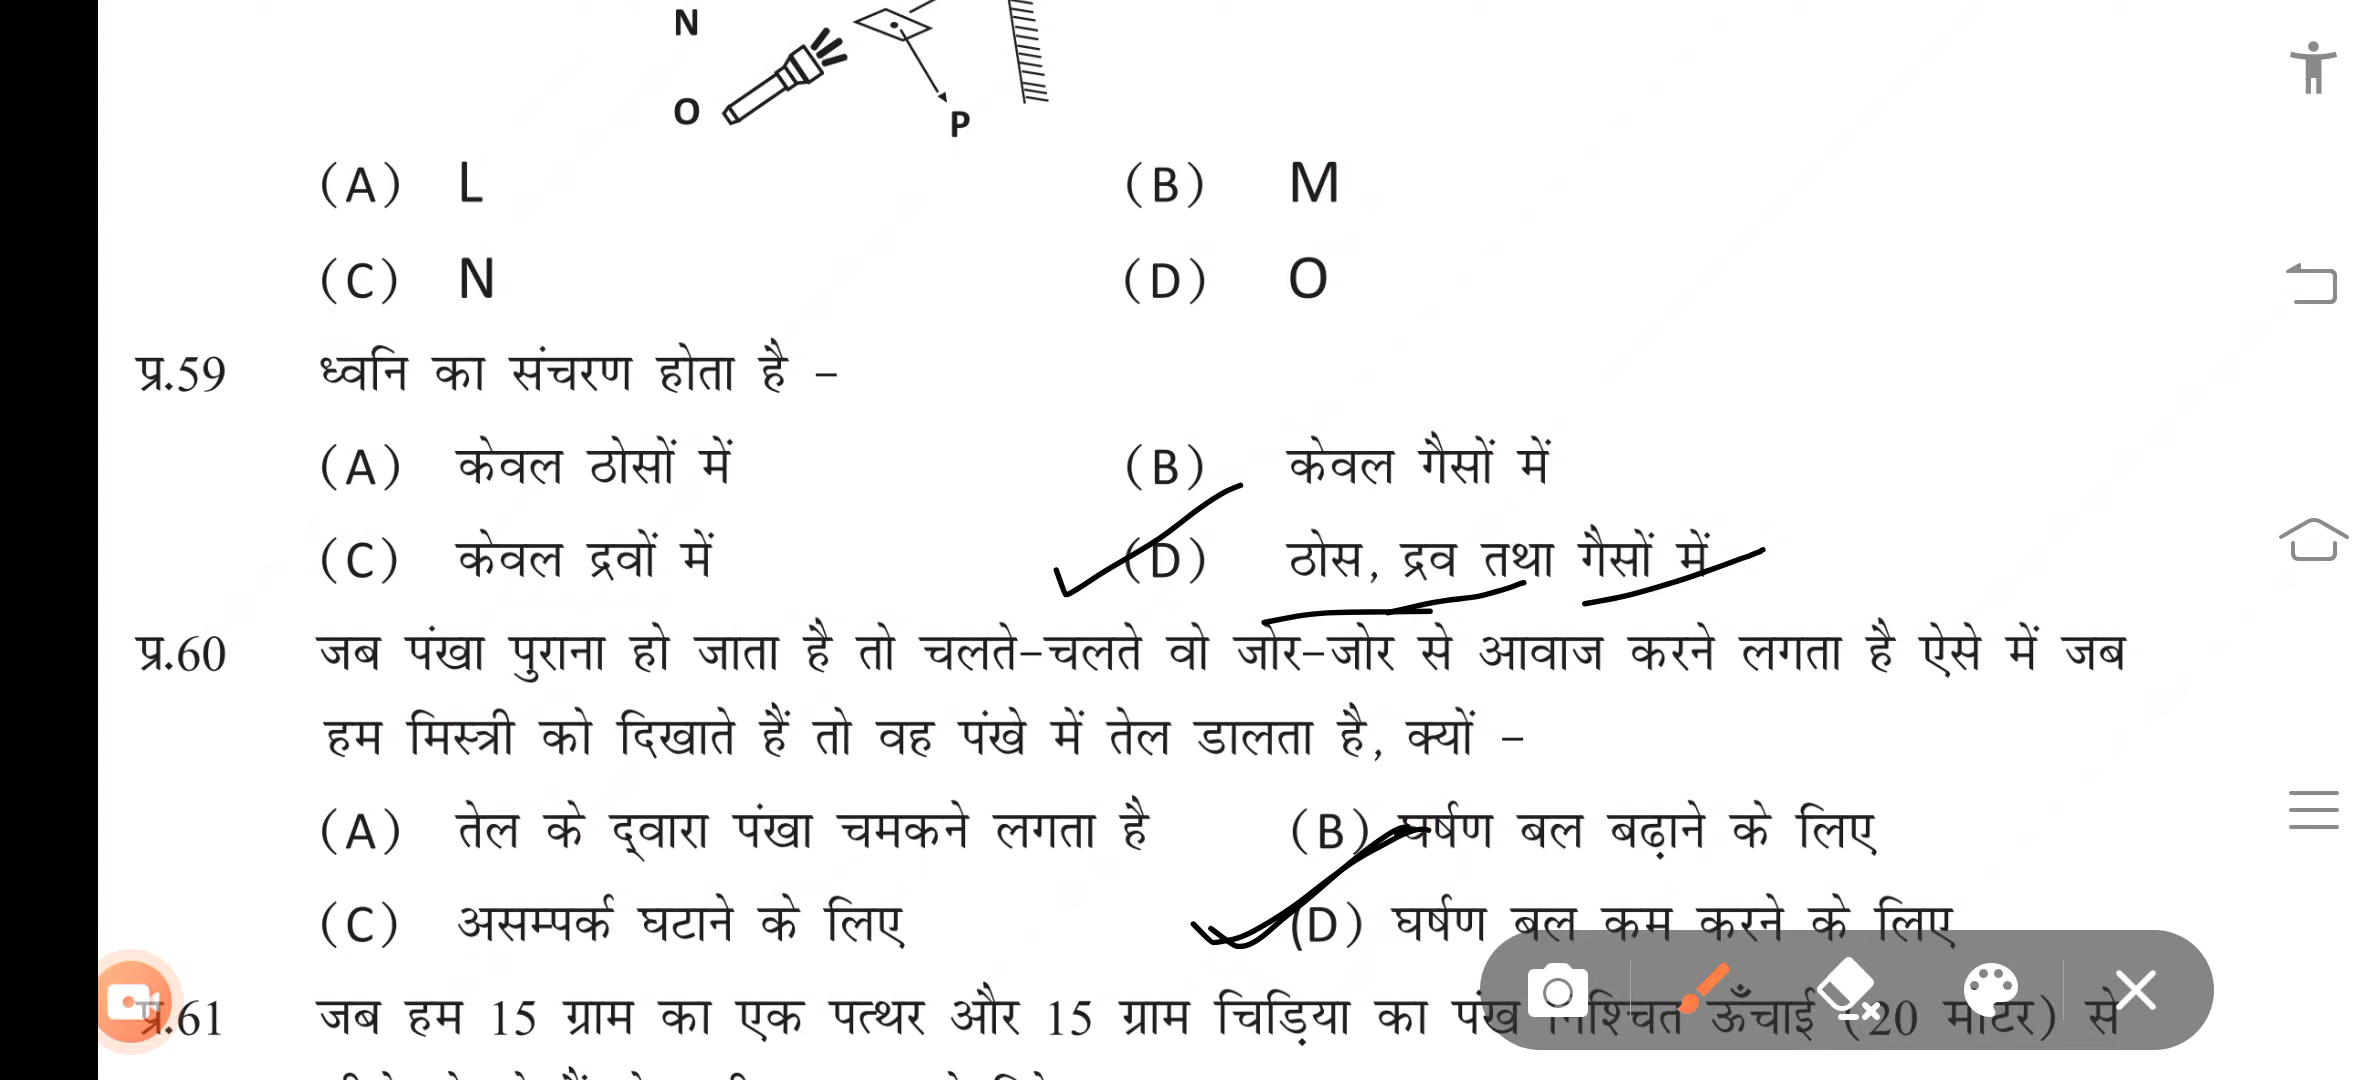 N
O
P
(A) L (B) M
(C) N (D) O
प्र.59 ध्वनि का संचरण होता है –
(A) केवल ठोसों में (B) केवल गैसों में
(C) केवल द्रवों में (D) ठोस, द्रव तथा गैसों में
प्र.60 जब पंखा पुराना हो जाता है तो चलते-चलते वो जोर-जोर से आवाज करने लगता है ऐसे में जब
हम मिस्त्री को दिखाते हैं तो वह पंखे में तेल डालता है, क्यों –
(A) तेल के द्वारा पंखा चमकने लगता है (B) घर्षण बल बढ़ाने के लिए
(C) असम्पर्क घटाने के लिए (D) घर्षण बल कम करने के लिए
प्र.61 जब हम 15 ग्राम का एक पत्थर और 15 ग्राम चिड़िया का पंख निश्चित ऊँचाई (20 मीटर) से